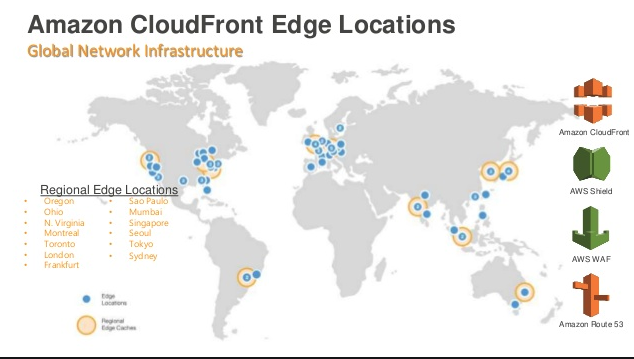 Amazon CloudFront Edge Locations
Global Network Infrastructure
Amazon CloudFront
AWS Shield
AWS WAF
Amazon Route 53
Regional Edge Locations
• Oregon
• Ohio
• N. Virginia
• Montreal
• Toronto
• London
• Frankfurt
• Sao Paulo
• Mumbai
• Singapore
• Seoul
• Tokyo
• Sydney
Edge
Locations
Regional
Edge Caches